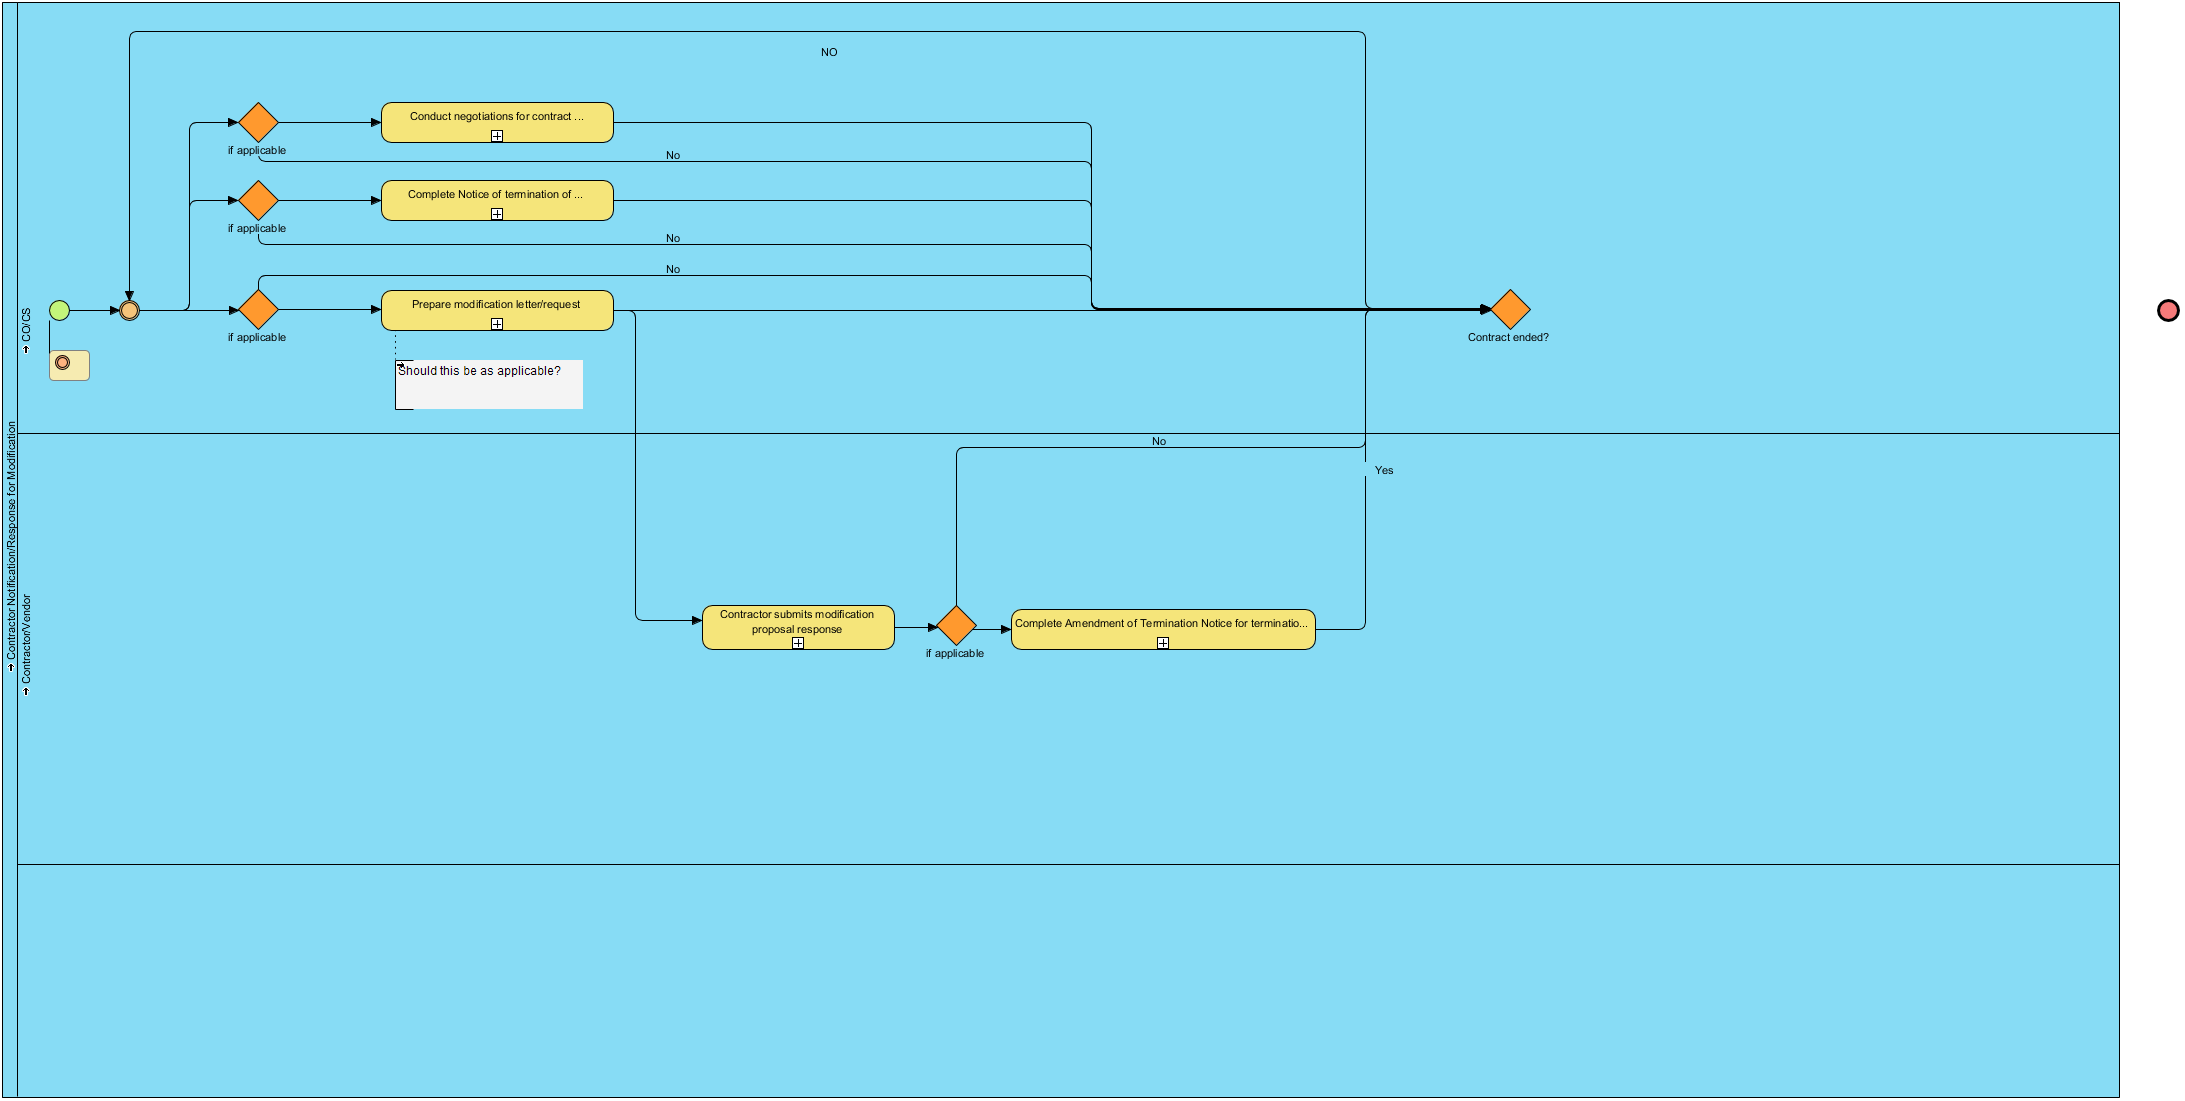 NO
Conduct negotiations for contract ...
if applicable
No
Complete Notice of termination of ...
if applicable
No
No
Prepare modification letter/request
if applicable
Contract ended?
CO/CS
Should this be as applicable?
Contractor Notification/Response for Modification
No
Yes
Contractor/Vendor
Contractor submits modification
proposal response
if applicable
Complete Amendment of Termination Notice for terminatio...